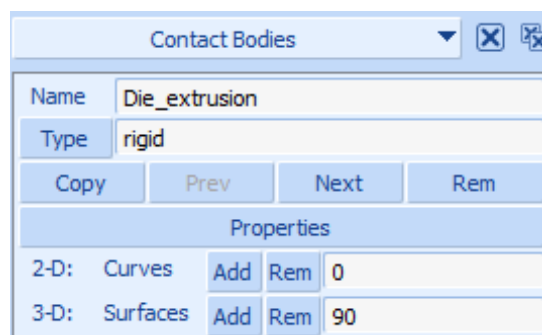 Contact Bodies
Name Die_extrusion
Type rigid
Copy Prev Next Rem
Properties
2-D: Curves Add Rem 0
3-D: Surfaces Add Rem 90